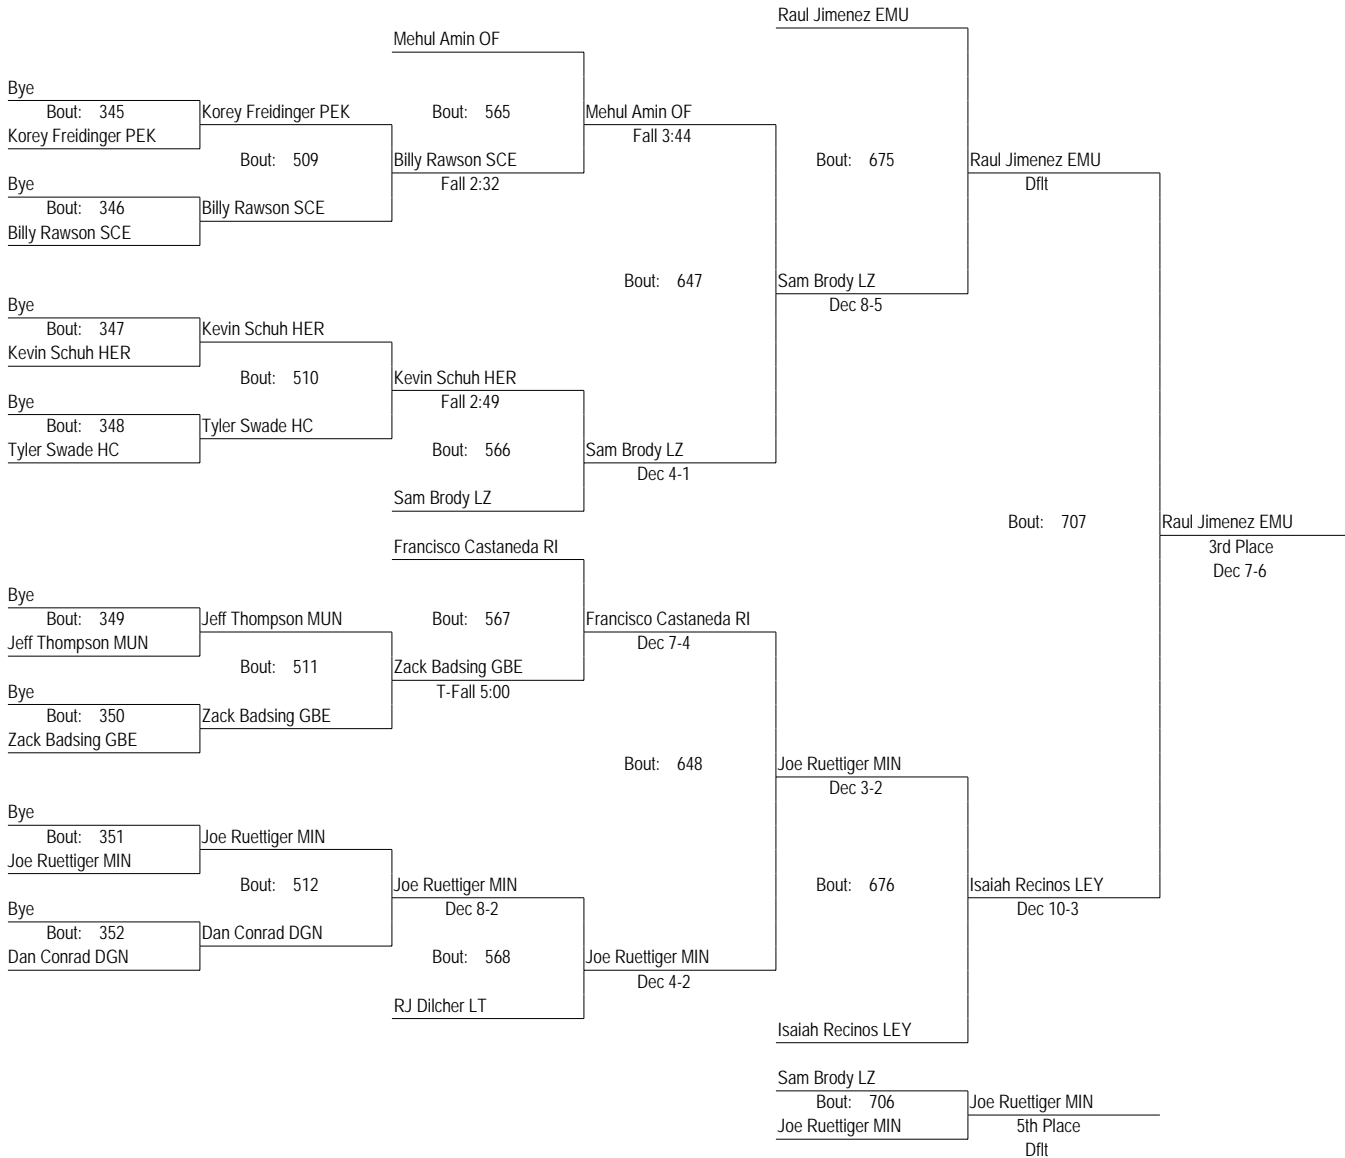 Raul Jimenez EMU
Mehul Amin OF
Bye
Bout: 345
Korey Freidinger PEK
Bout: 565
Mehul Amin OF
Korey Freidinger PEK
Fall 3:44
Bout: 509
Billy Rawson SCE
Bout: 675
Raul Jimenez EMU
Bye
Fall 2:32
Dflt
Bout: 346
Billy Rawson SCE
Billy Rawson SCE
Bout: 647
Sam Brody LZ
Bye
Dec 8-5
Bout: 347
Kevin Schuh HER
Kevin Schuh HER
Bout: 510
Kevin Schuh HER
Bye
Fall 2:49
Bout: 348
Tyler Swade HC
Tyler Swade HC
Bout: 566
Sam Brody LZ
Dec 4-1
Sam Brody LZ
Bout: 707
Raul Jimenez EMU
Francisco Castaneda RI
3rd Place
Dec 7-6
Bye
Bout: 349
Jeff Thompson MUN
Bout: 567
Francisco Castaneda RI
Jeff Thompson MUN
Dec 7-4
Bout: 511
Zack Badsing GBE
Bye
T-Fall 5:00
Bout: 350
Zack Badsing GBE
Zack Badsing GBE
Bout: 648
Joe Ruettiger MIN
Dec 3-2
Bye
Bout: 351
Joe Ruettiger MIN
Joe Ruettiger MIN
Bout: 512
Joe Ruettiger MIN
Bout: 676
Isaiah Recinos LEY
Bye
Dec 8-2
Dec 10-3
Bout: 352
Dan Conrad DGN
Dan Conrad DGN
Bout: 568
Joe Ruettiger MIN
Dec 4-2
RJ Dilcher LT
Isaiah Recinos LEY
Sam Brody LZ
Bout: 706
Joe Ruettiger MIN
Joe Ruettiger MIN
5th Place
Dflt